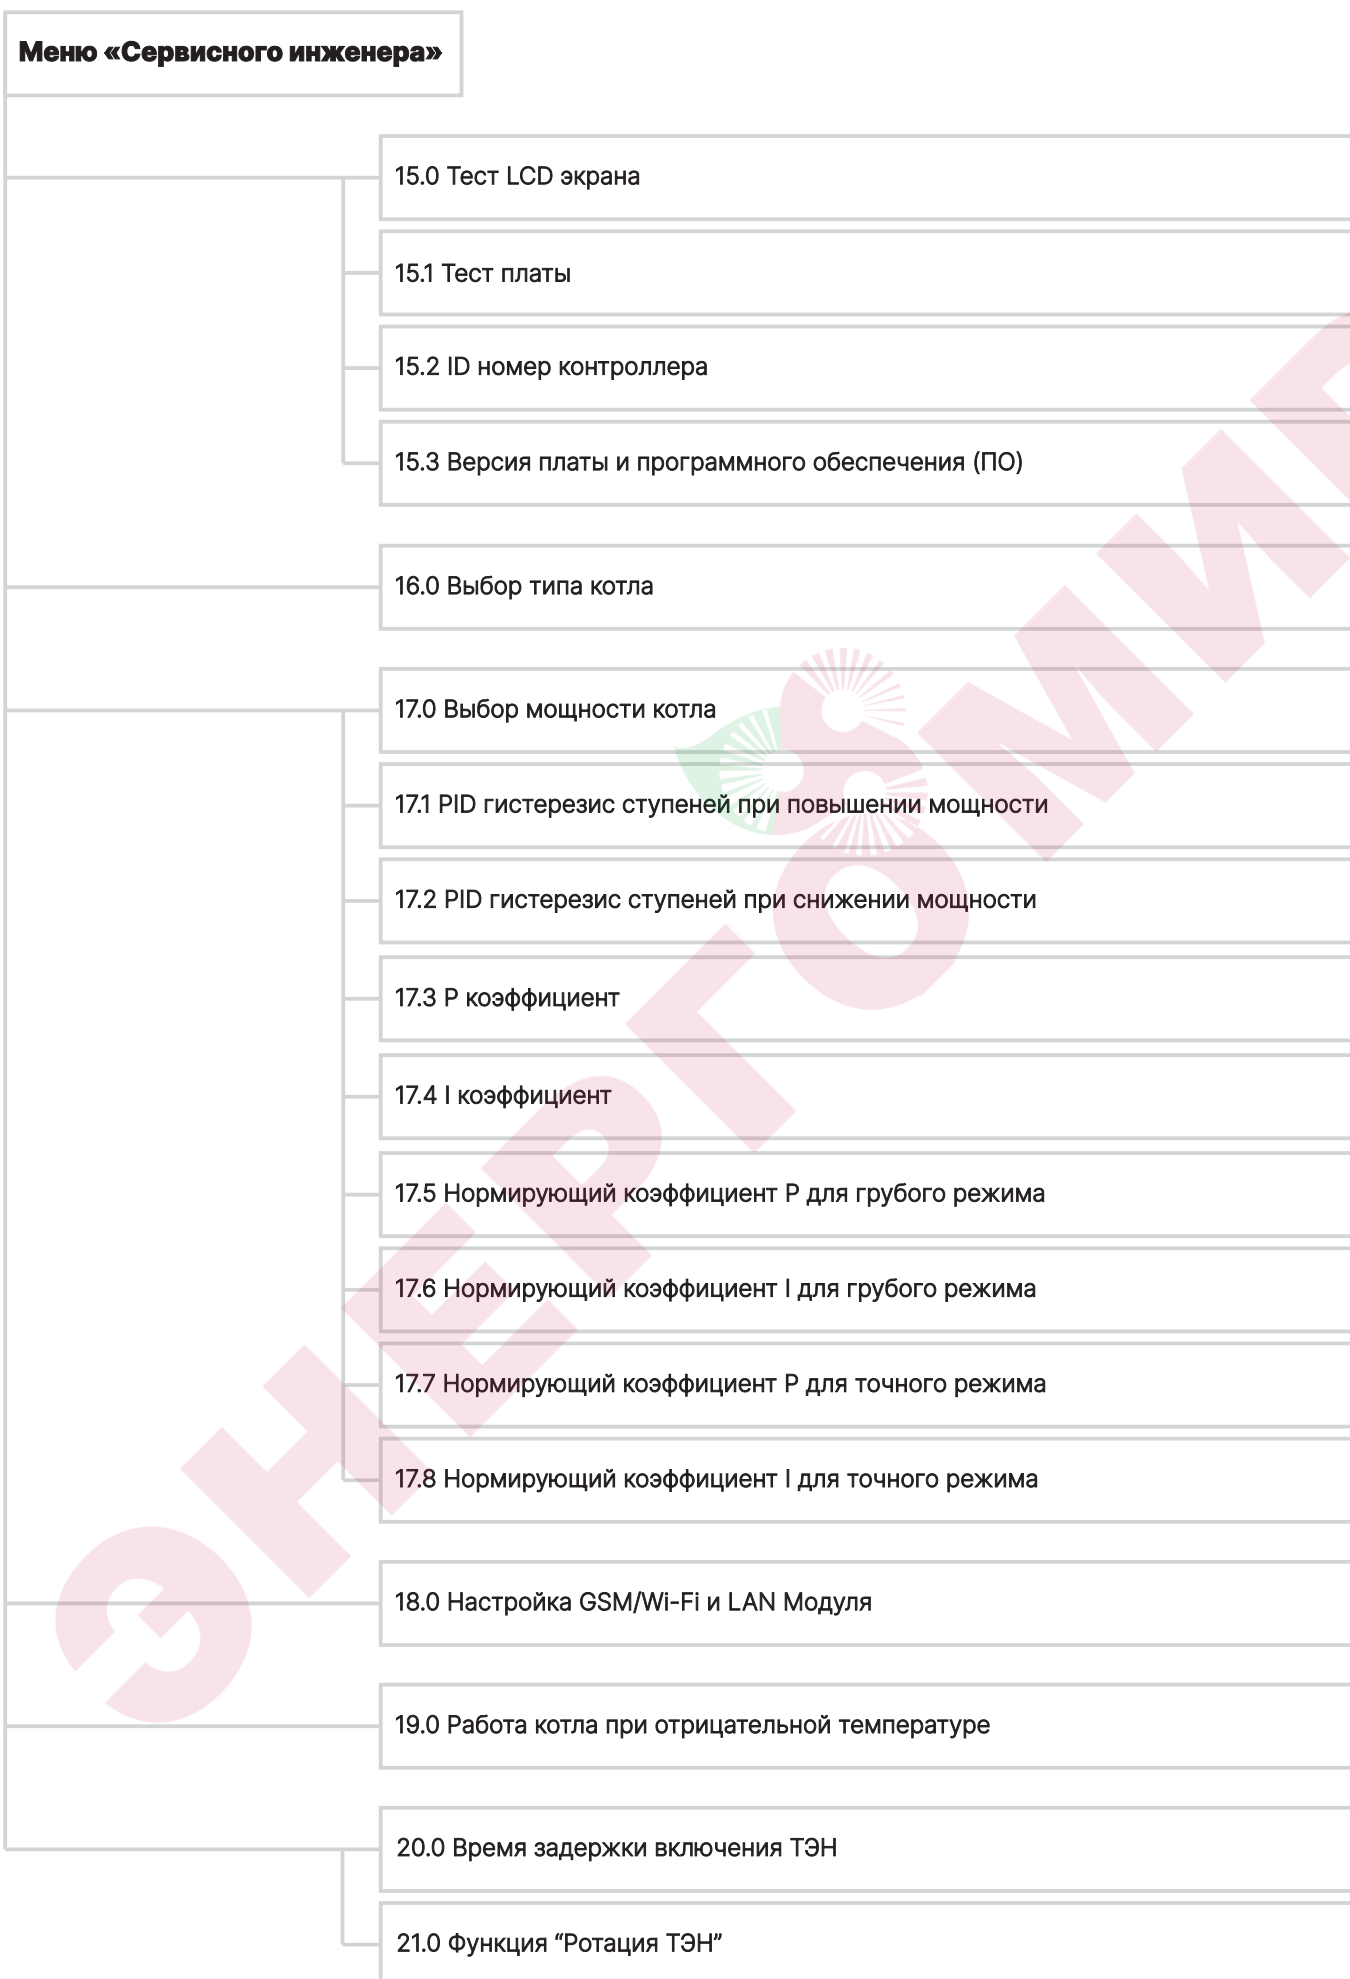 Меню «Сервисного инженера»
15.0 Тест LCD экрана
15.1 Тест платы
15.2 ID номер контроллера
15.3 Версия платы и программного обеспечения (ПО)
16.0 Выбор типа котла
17.0 Выбор мощности котла
17.1 PID гистерезис ступеней при повышении мощности
17.2 PID гистерезис ступеней при снижении мощности
17.3 P коэффициент
17.4 I коэффициент
17.5 Нормирующий коэффициент P для грубого режима
17.6 Нормирующий коэффициент I для грубого режима
17.7 Нормирующий коэффициент P для точного режима
17.8 Нормирующий коэффициент I для точного режима
18.0 Настройка GSM/Wi-Fi и LAN Модуля
19.0 Работа котла при отрицательной температуре
20.0 Время задержки включения ТЭН
21.0 Функция “Ротация ТЭН”
ЭНЕРГОМИР